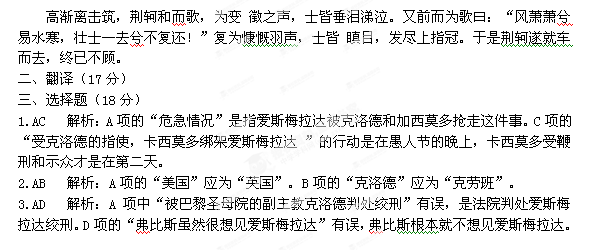 高渐离击筑，荆轲和而歌，为变 徵之声，士皆垂泪涕泣。又前而为歌曰：“风萧萧兮
易水寒，壮士一去兮不复还！”复为慷慨羽声，士皆 瞋目，发尽上指冠。于是荆轲遂就车
而去，终已不顾。
二、翻译（17 分）
三、选择题（18 分）
1.AC 解析：A 项的“危急情况”是指爱斯梅拉达被克洛德和加西莫多抢走这件事。C 项的
“受克洛德的指使，卡西莫多绑架爱斯梅拉达 ”的行动是在愚人节的晚上，卡西莫多受鞭
刑和示众才是在第二天。
2.AB 解析：A 项的“美国”应为“英国”。B 项的“克洛德”应为“克劳班”。
3.AD 解析：A 项中“被巴黎圣母院的副主教克洛德判处绞刑”有误，是法院判处爱斯梅
拉达绞刑。D 项的“弗比斯虽然很想见爱斯梅拉达”有误，弗比斯根本就不想见爱斯梅拉达。